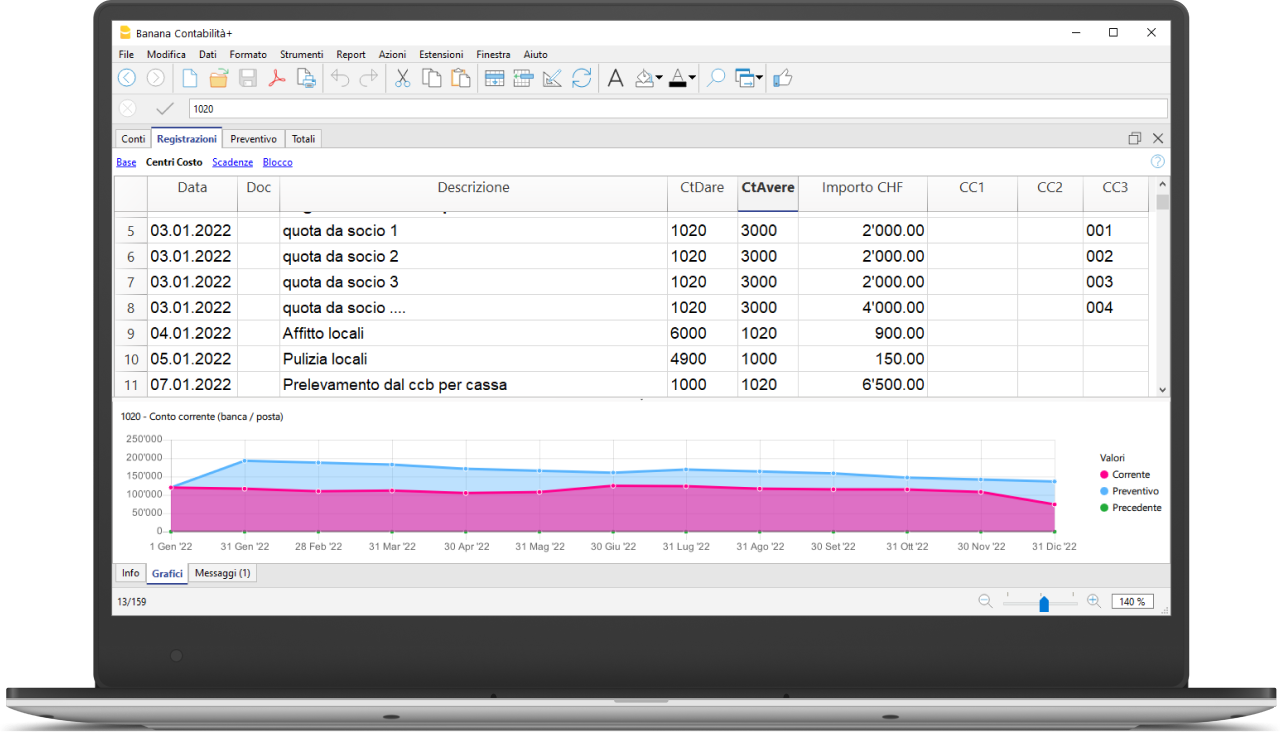 Banana Contabilità+
File Modifica Dati Formato Strumenti Report Azioni Estensioni Finestra Aiuto
1020
Conti Registrazioni Preventivo Totali
Base Centri Costo Scadenze Blocco
Data Doc Descrizione CtDare CtAvere Importo CHF CC1 CC2 CC3
5 03.01.2022 quota da socio 1 1020 3000 2'000.00 001
6 03.01.2022 quota da socio 2 1020 3000 2'000.00 002
7 03.01.2022 quota da socio 3 1020 3000 2'000.00 003
8 03.01.2022 quota da socio .... 1020 3000 4'000.00 004
9 04.01.2022 Affitto locali 6000 1020 900.00
10 05.01.2022 Pulizia locali 4900 1000 150.00
11 07.01.2022 Prelevamento dal ccb per cassa 1000 1020 6'500.00
1020 - Conto corrente (banca / posta)
250'000
200'000
150'000
100'000
50'000
0
1 Gen '22 31 Gen '22 28 Feb '22 31 Mar '22 30 Apr '22 31 Mag '22 30 Giu '22 31 Lug '22 31 Ago '22 30 Set '22 31 Ott '22 30 Nov '22 31 Dic '22
Valori
Corrente
Preventivo
Precedente
Info Grafici Messaggi (1)
13/159
140 %